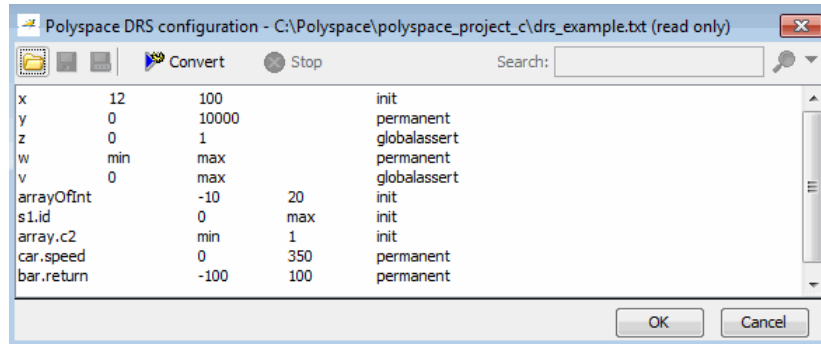 Polyspace DRS configuration - C:\Polyspace\polyspace_project_c\drs_example.txt (read only)
Convert Stop Search:
x 12 100 init
y 0 10000 permanent
z 0 1 globalassert
w min max permanent
v 0 max globalassert
arrayOfInt -10 20 init
s1.id 0 max init
array.c2 min 1 init
car.speed 0 350 permanent
bar.return -100 100 permanent
OK Cancel